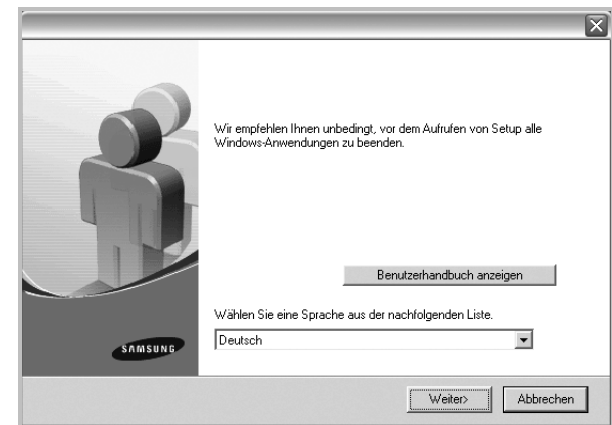 Wir empfehlen Ihnen unbedingt, vor dem Aufrufen von Setup alle
Windows-Anwendungen zu beenden.
Benutzerhandbuch anzeigen
Wählen Sie eine Sprache aus der nachfolgenden Liste.
Deutsch
SAMSUNG
Weiter>
Abbrechen